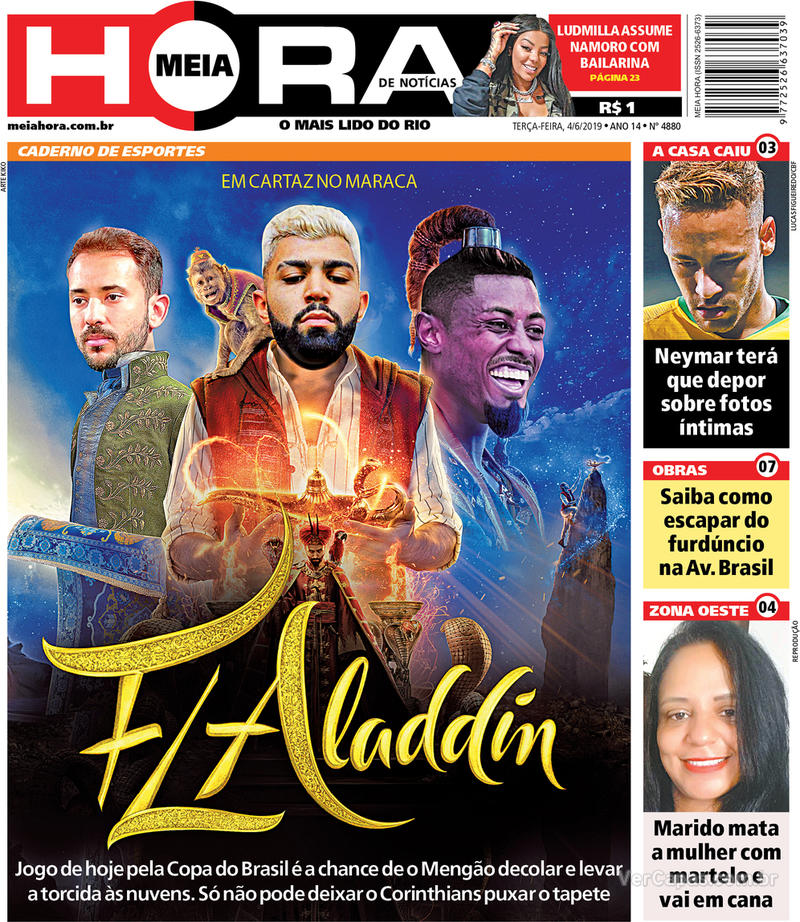 HORA
MEIA
DE NOTÍCIAS
LUDMILLA ASSUME
NAMORO COM
BAILARINA
PÁGINA 23
R$ 1
MEIA HORA (ISSN 2526-6373)
9 772526 637039
meiahora.com.br
O MAIS LIDO DO RIO
TERÇA-FEIRA, 4/6/2019 • ANO 14 • Nº 4880
CADERNO DE ESPORTES
ARTE KIKO
EM CARTAZ NO MARACA
FLAladdin
Jogo de hoje pela Copa do Brasil é a chance de o Mengão decolar e levar
a torcida às nuvens. Só não pode deixar o Corinthians puxar o tapete
A CASA CAIU 03
LUCAS FIGUEIREDO/CBF
Neymar terá
que depor
sobre fotos
íntimas
OBRAS 07
Saiba como
escapar do
furdúncio
na Av. Brasil
ZONA OESTE 04
REPRODUÇÃO
Marido mata
a mulher com
martelo e
vai em cana
VerCapas.com.br